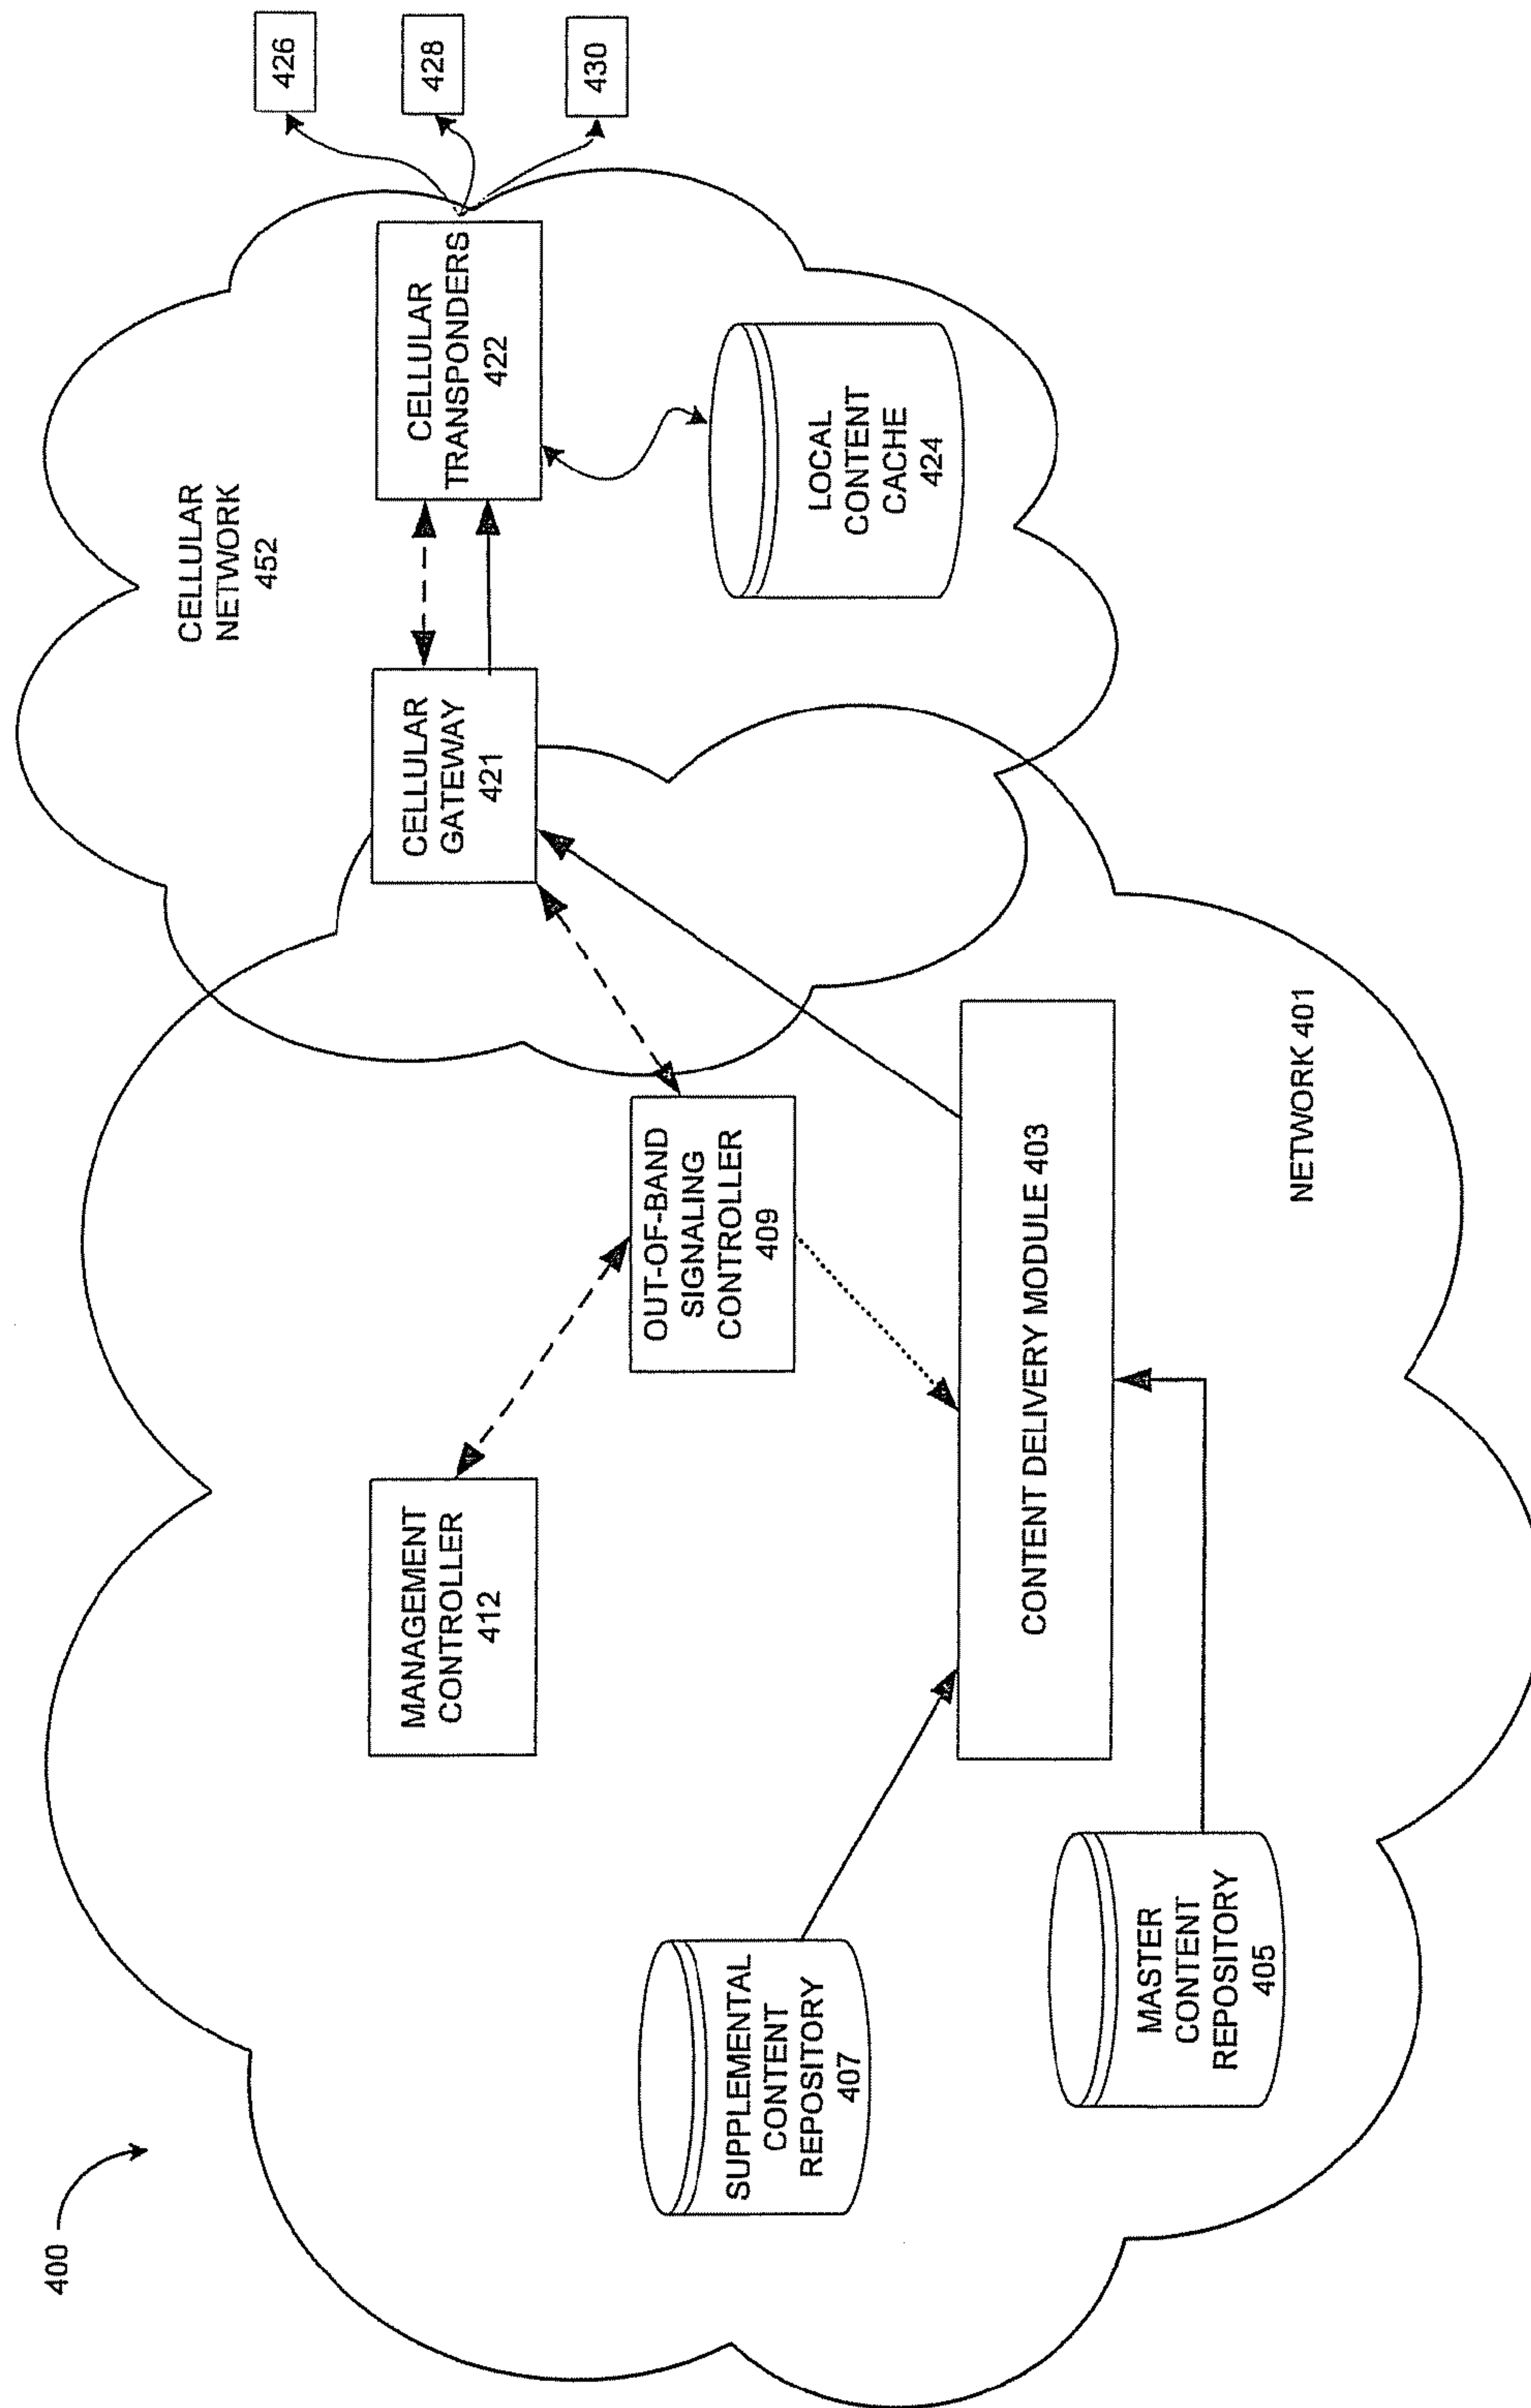 400
CELLULAR
NETWORK
452
MANAGEMENT
CONTROLLER
412
CELLULAR
GATEWAY
421
CELLULAR
TRANSPONDERS
422
426
428
430
SUPPLEMENTAL
CONTENT
REPOSITORY
407
OUT-OF-BAND
SIGNALING
CONTROLLER
409
LOCAL
CONTENT
CACHE
424
CONTENT DELIVERY MODULE 403
MASTER
CONTENT
REPOSITORY
405
NETWORK 401